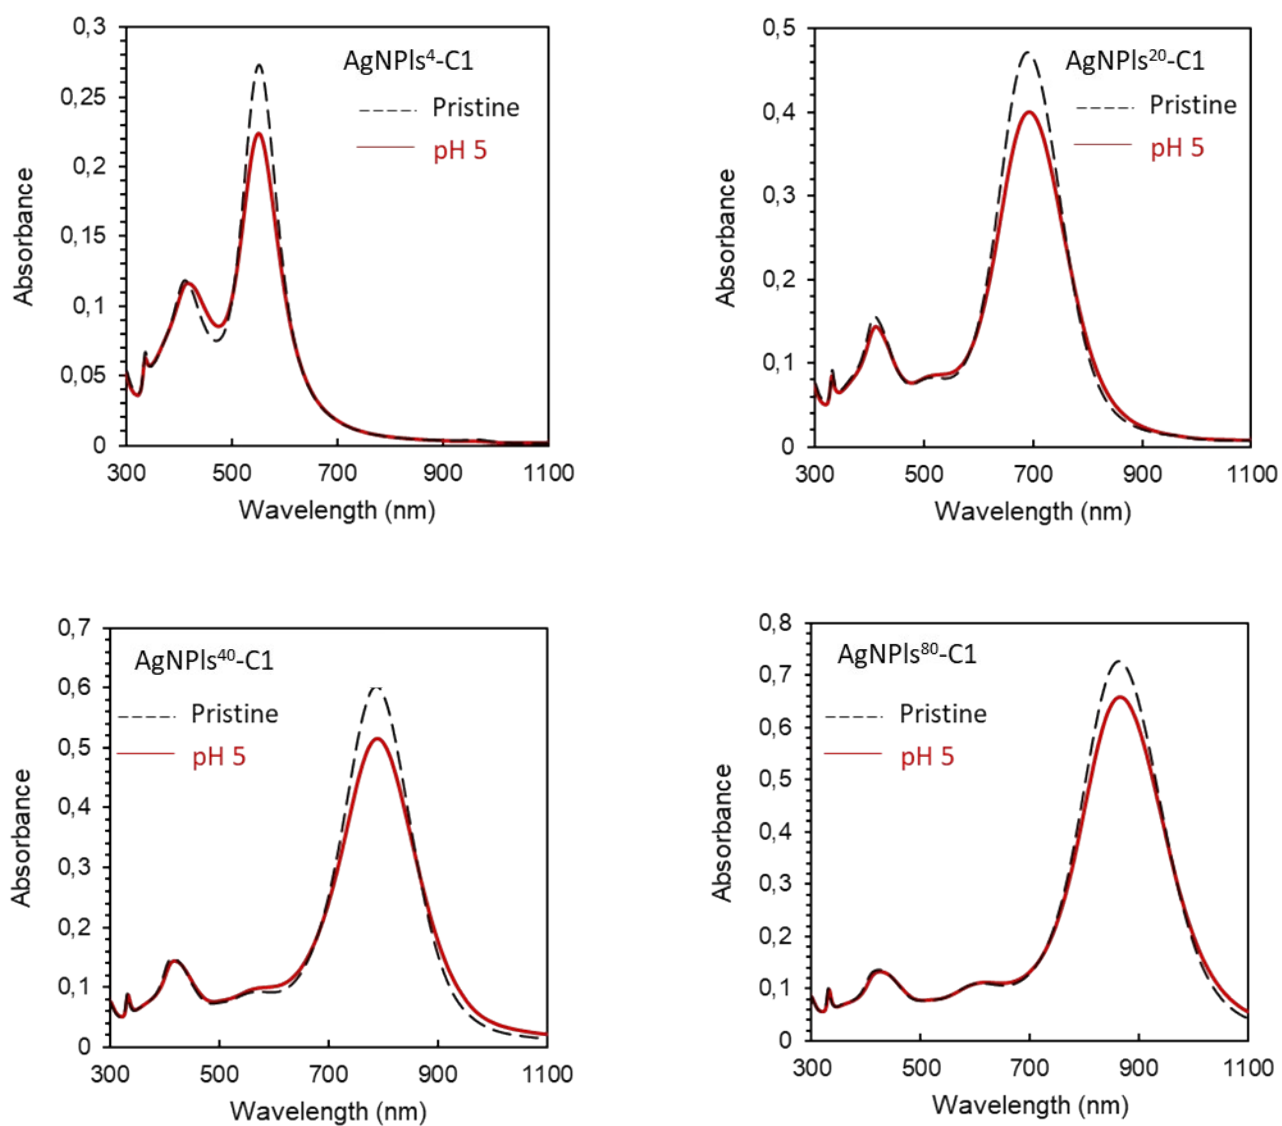 AgNPls⁴-C1
Pristine
pH 5
0,3
0,25
0,2
0,15
0,1
0,05
0
Absorbance
300 500 700 900 1100
Wavelength (nm)
AgNPls²⁰-C1
Pristine
pH 5
0,5
0,4
0,3
0,2
0,1
0
Absorbance
300 500 700 900 1100
Wavelength (nm)
AgNPls⁴⁰-C1
Pristine
pH 5
0,7
0,6
0,5
0,4
0,3
0,2
0,1
0
Absorbance
300 500 700 900 1100
Wavelength (nm)
AgNPls⁸⁰-C1
Pristine
pH 5
0,8
0,7
0,6
0,5
0,4
0,3
0,2
0,1
0
Absorbance
300 500 700 900 1100
Wavelength (nm)